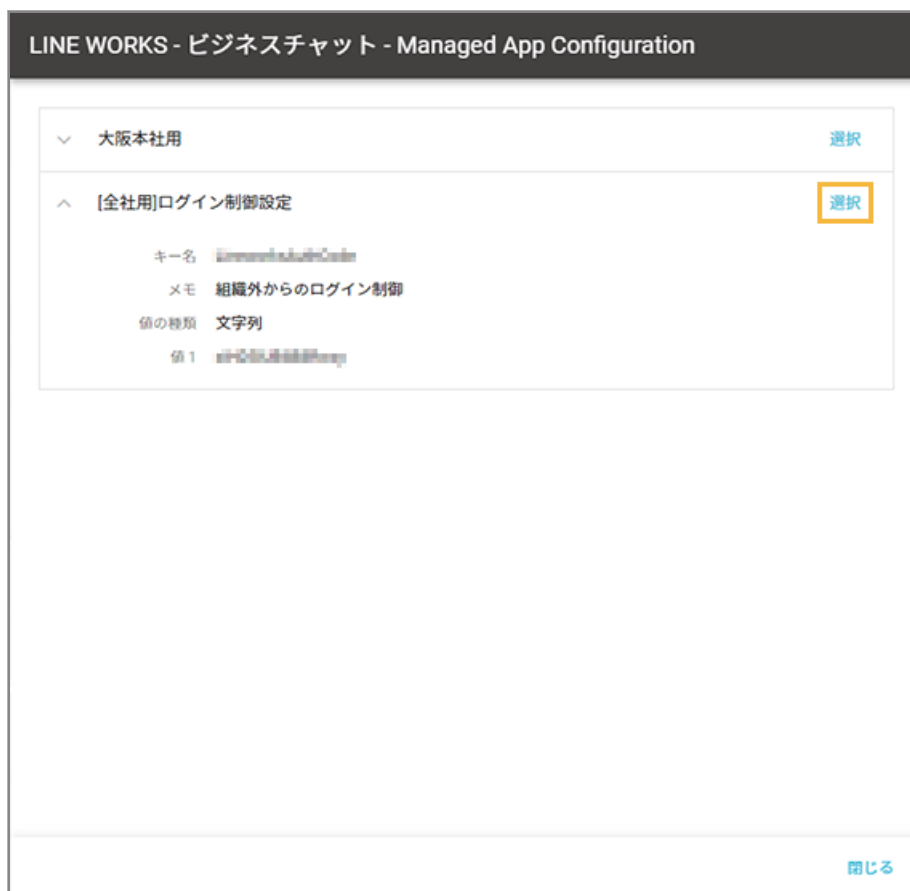 LINE WORKS - ビジネスチャット - Managed App Configuration
大阪本社用 選択
[全社用]ログイン制御設定 選択
キー名
メモ 組織外からのログイン制御
値の種類 文字列
値 1
閉じる